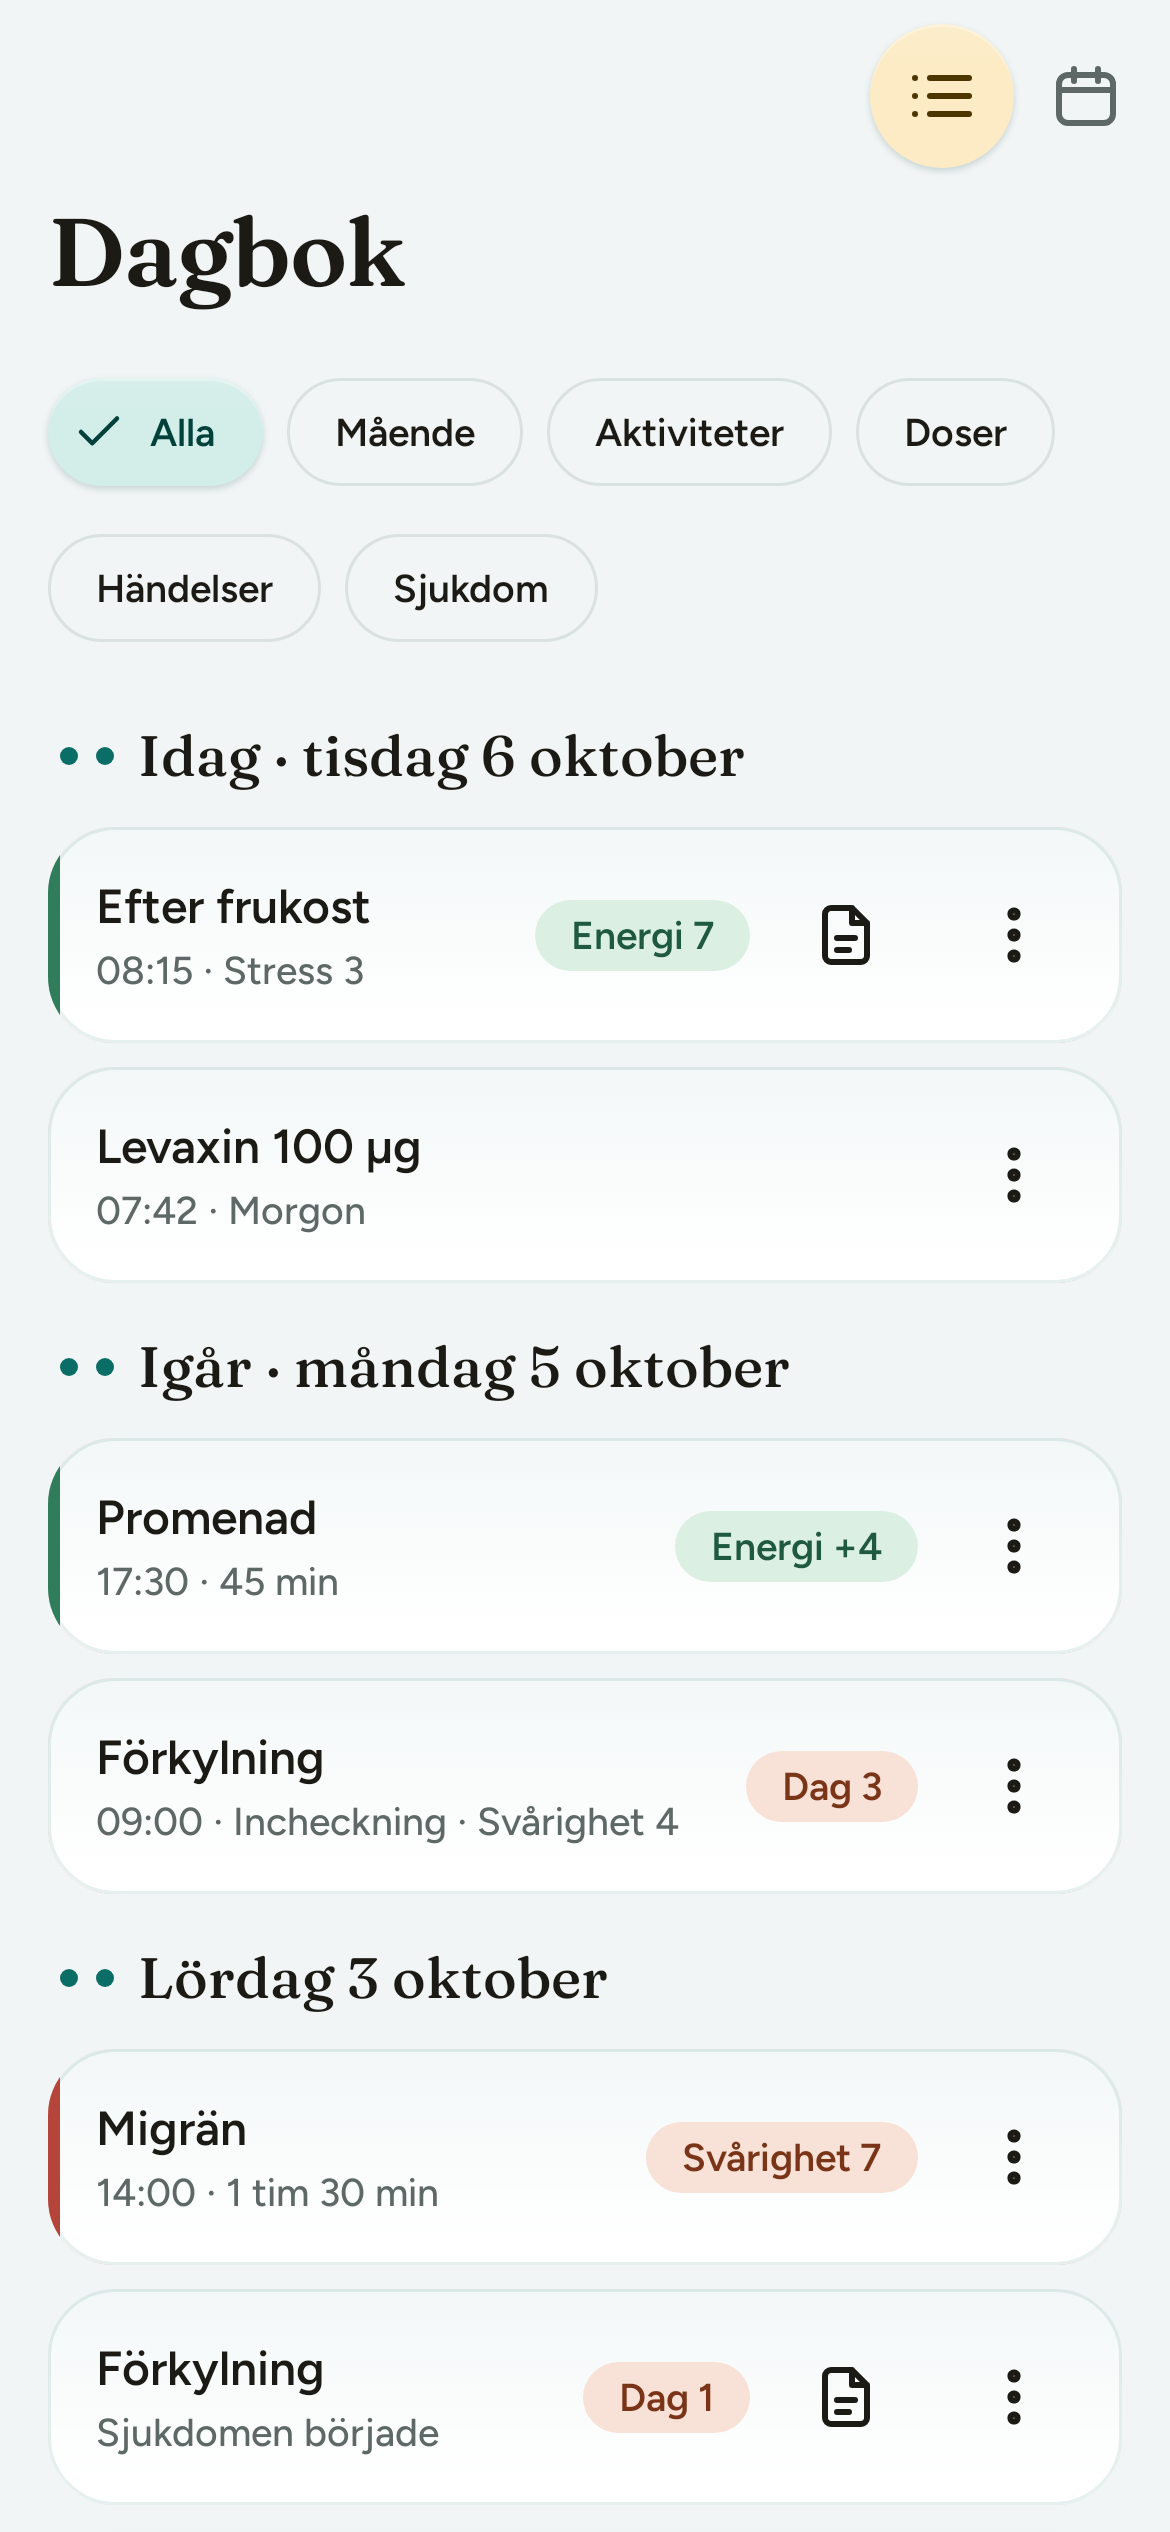 Dagbok
Alla
Mående
Aktiviteter
Doser
Händelser
Sjukdom
Idag · tisdag 6 oktober
Efter frukost
08:15 · Stress 3
Energi 7
Levaxin 100 µg
07:42 · Morgon
Igår · måndag 5 oktober
Promenad
17:30 · 45 min
Energi +4
Förkylning
09:00 · Incheckning · Svårighet 4
Dag 3
Lördag 3 oktober
Migrän
14:00 · 1 tim 30 min
Svårighet 7
Förkylning
Sjukdomen började
Dag 1